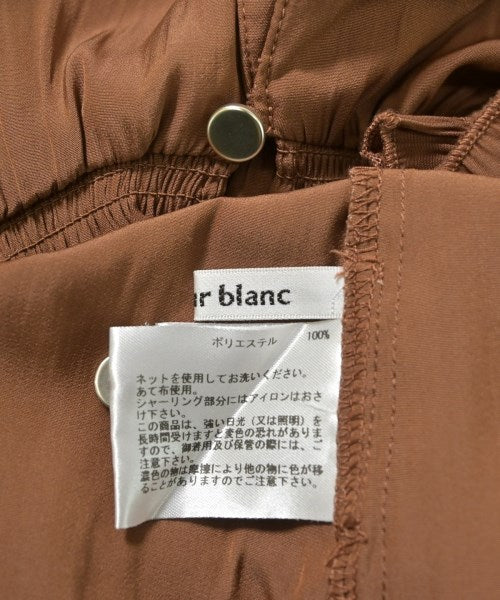 ur blanc
ポリエステル 100%
ネットを使用してお洗いください。
あて布使用。
シャーリング部分にはアイロンはおさ
け下さい。
この商品は、強い日光(又は照明)を
長時間受けますと変色の恐れがありま
すので、御着用及び保管の際には、ご
注意下さい。
濃色の物は摩擦により他の物に色が移
ることがありますのでご注意下さい。